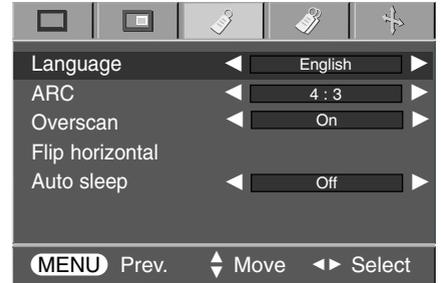 Language English
ARC 4 : 3
Overscan On
Flip horizontal
Auto sleep Off
MENU Prev. Move Select